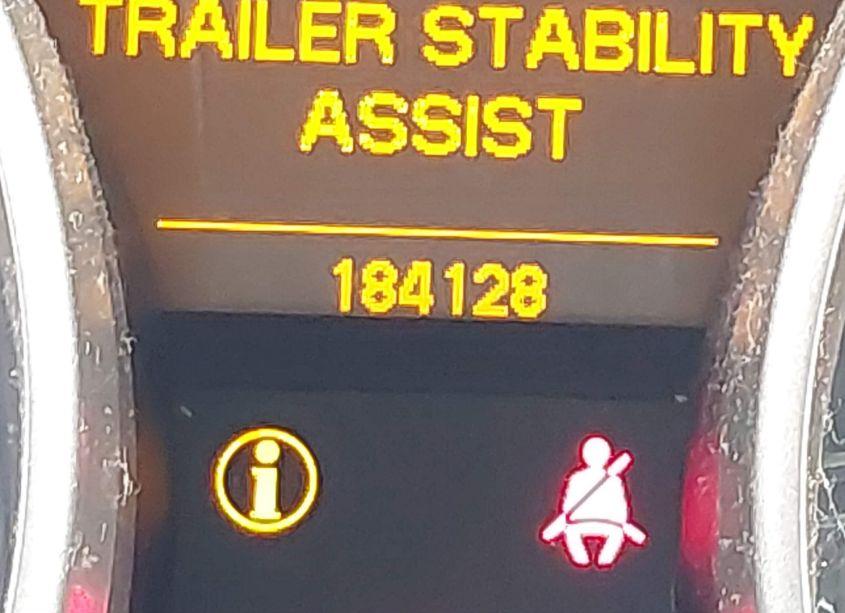 TRAILER STABILITY
ASSIST
184128
i